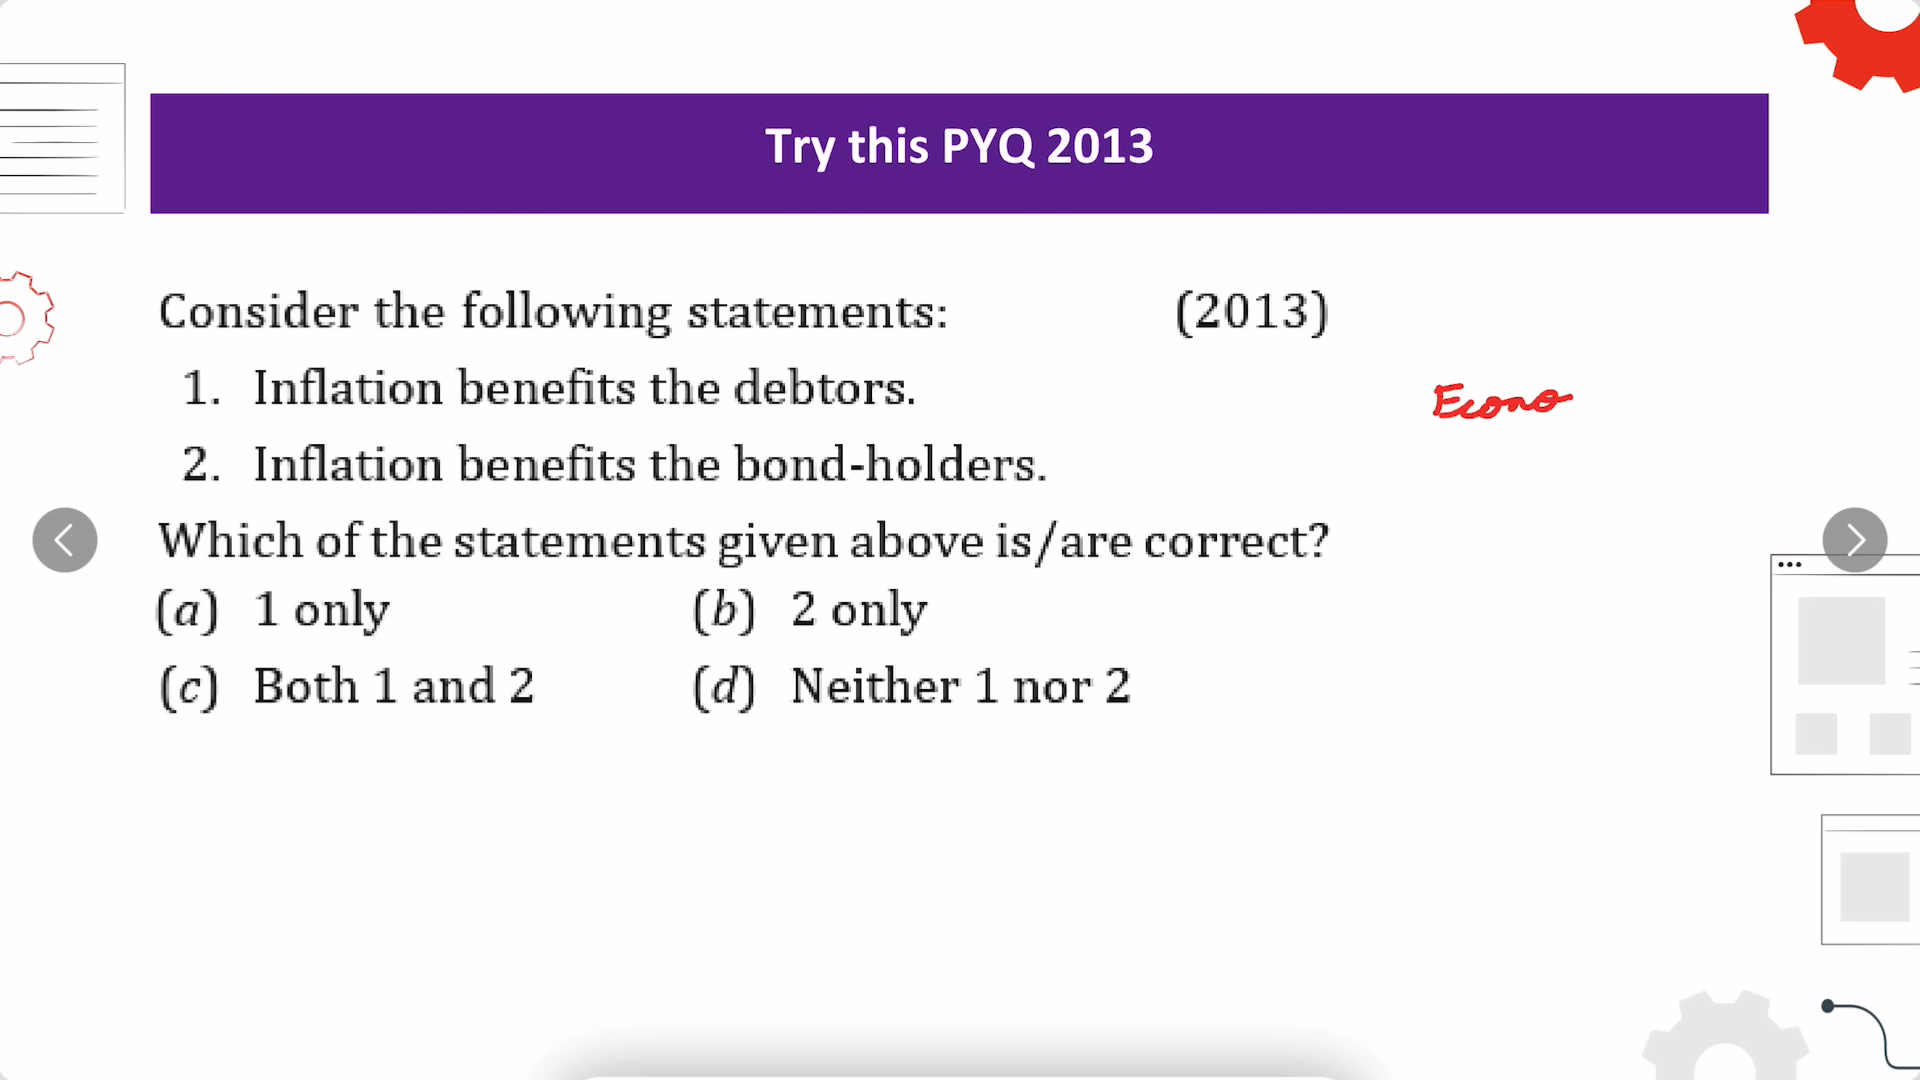 Try this PYQ 2013
Consider the following statements: (2013)
1. Inflation benefits the debtors.
Econo
2. Inflation benefits the bond-holders.
Which of the statements given above is/are correct?
(a) 1 only (b) 2 only
(c) Both 1 and 2 (d) Neither 1 nor 2